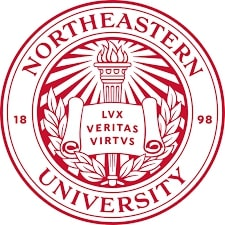 NORTHEASTERN
LVX
VERITAS
VIRTVS
18 98
UNIVERSITY